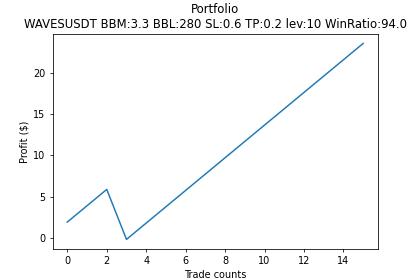 Portfolio
WAVESUSDT BBM:3.3 BBL:280 SL:0.6 TP:0.2 lev:10 WinRatio:94.0
Profit ($)
20
15
10
5
0
0 2 4 6 8 10 12 14
Trade counts